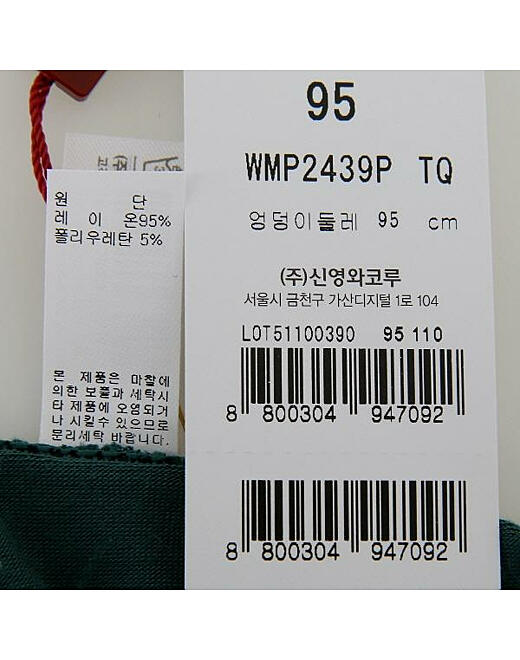 95
WMP2439P TQ
엉덩이둘레 95 cm
(주)신영와코루
서울시 금천구 가산디지털 1로 104
LOT51100390 95 110
8 800304 947092
8 800304 947092
원 단
레 이 온95%
폴리우레탄 5%
본 제품은 마찰에
의한 보풀과 세탁시
타 제품에 오염되거
나 시킬수 있으므로
분리세탁 바랍니다.